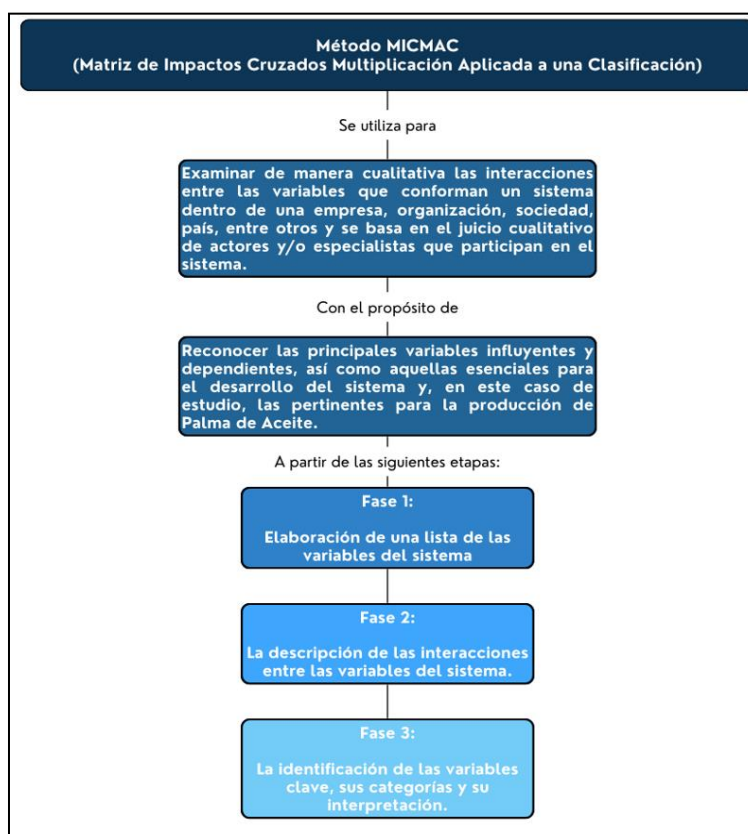 Método MICMAC
(Matriz de Impactos Cruzados Multiplicación Aplicada a una Clasificación)
Se utiliza para
Examinar de manera cualitativa las interacciones
entre las variables que conforman un sistema
dentro de una empresa, organización, sociedad,
país, entre otros y se basa en el juicio cualitativo
de actores y/o especialistas que participan en el
sistema.
Con el propósito de
Reconocer las principales variables influyentes y
dependientes, así como aquellas esenciales para
el desarrollo del sistema y, en este caso de
estudio, las pertinentes para la producción de
Palma de Aceite.
A partir de las siguientes etapas:
Fase 1:
Elaboración de una lista de las
variables del sistema
Fase 2:
La descripción de las interacciones
entre las variables del sistema.
Fase 3:
La identificación de las variables
clave, sus categorías y su
interpretación.